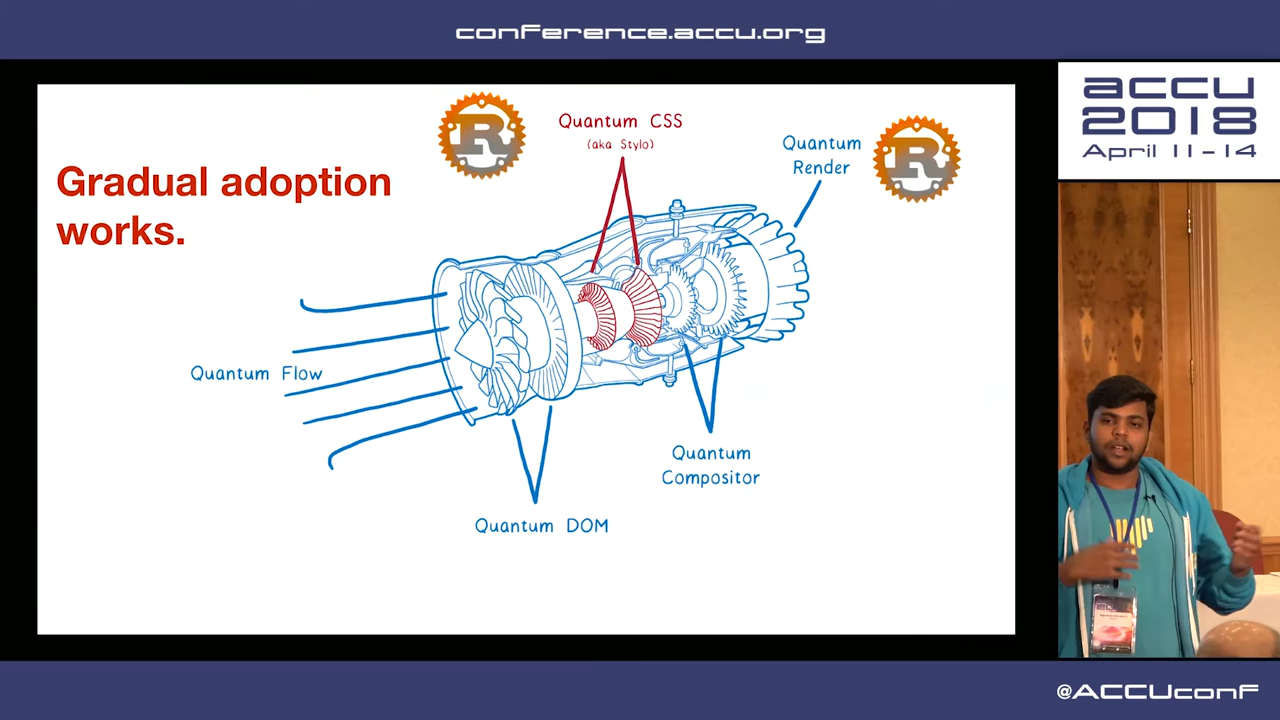 conference.accu.org
accu
2018
April 11-14
Gradual adoption
works.
R
Quantum CSS
(aka Stylo)
Quantum
Render
R
Quantum Flow
Quantum
Compositor
Quantum DOM
@ACCUconf